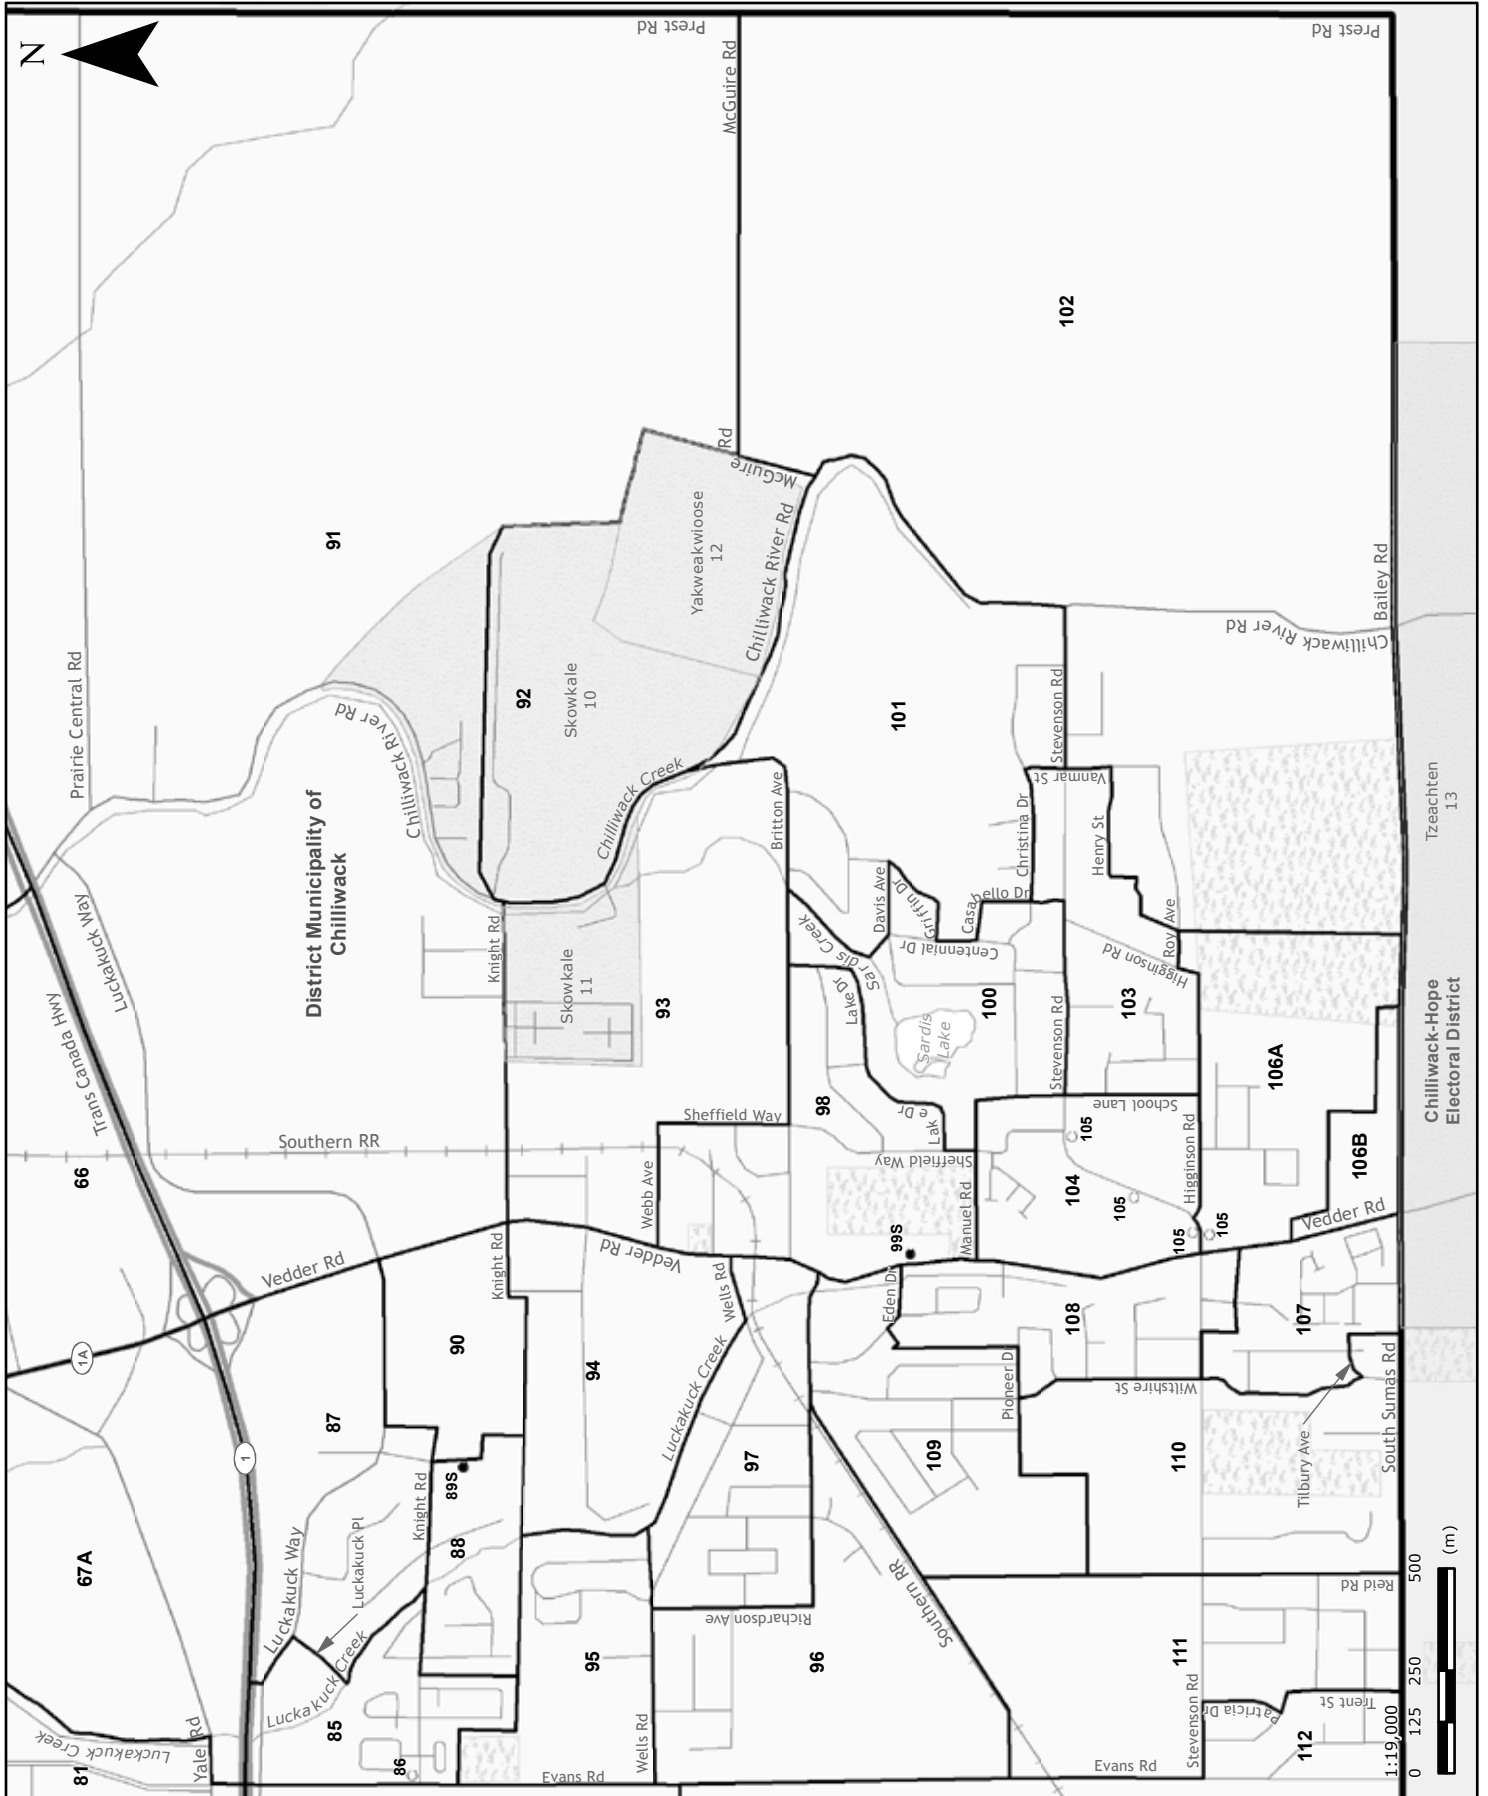 N
Prest Rd
Prest Rd
McGuire Rd
102
91
Rd
McGuire
Yakweakwioose
12
Chilliwack River Rd
Bailey Rd
Chilliwack River Rd
Prairie Central Rd
Chilliwack River Rd
92
Skowkale
10
101
Stevenson Rd
Vanmar St
Tzeachten
13
District Municipality of
Chilliwack
Chilliwack Creek
Britton Ave
Christina Dr
Henry St
Luckakuck Way
Trans Canada Hwy
Knight Rd
Skowkale
11
93
Sardis Creek
Davis Ave
Griffin Dr
Casabello Dr
Centennial Dr
Roy Ave
Higginson Rd
Lake Dr
Sardis
Lake
100
Stevenson Rd
103
106A
Chilliwack-Hope
Electoral District
98
Sheffield Way
Lake Dr
School Lane
105
Southern RR
66
Webb Ave
Sheffield Way
Manuel Rd
104
105
Higginson Rd
106B
Vedder Rd
Vedder Rd
Knight Rd
Vedder Rd
99S
105
105
Wells Rd
Eden Dr
1A
90
94
Luckakuck Creek
108
107
Pioneer Dr
Wiltshire St
South Sumas Rd
87
1
Knight Rd
89S
97
109
110
Tilbury Ave
67A
Luckakuck Way
Luckakuck Pl
88
Southern RR
Reid Rd
Richardson Ave
Luckakuck Creek
95
96
111
Luckakuck Creek
Yale Rd
85
Wells Rd
Stevenson Rd
Patricia Dr
Trent St
81
86
Evans Rd
Evans Rd
112
1:19,000
0 125 250 500 (m)